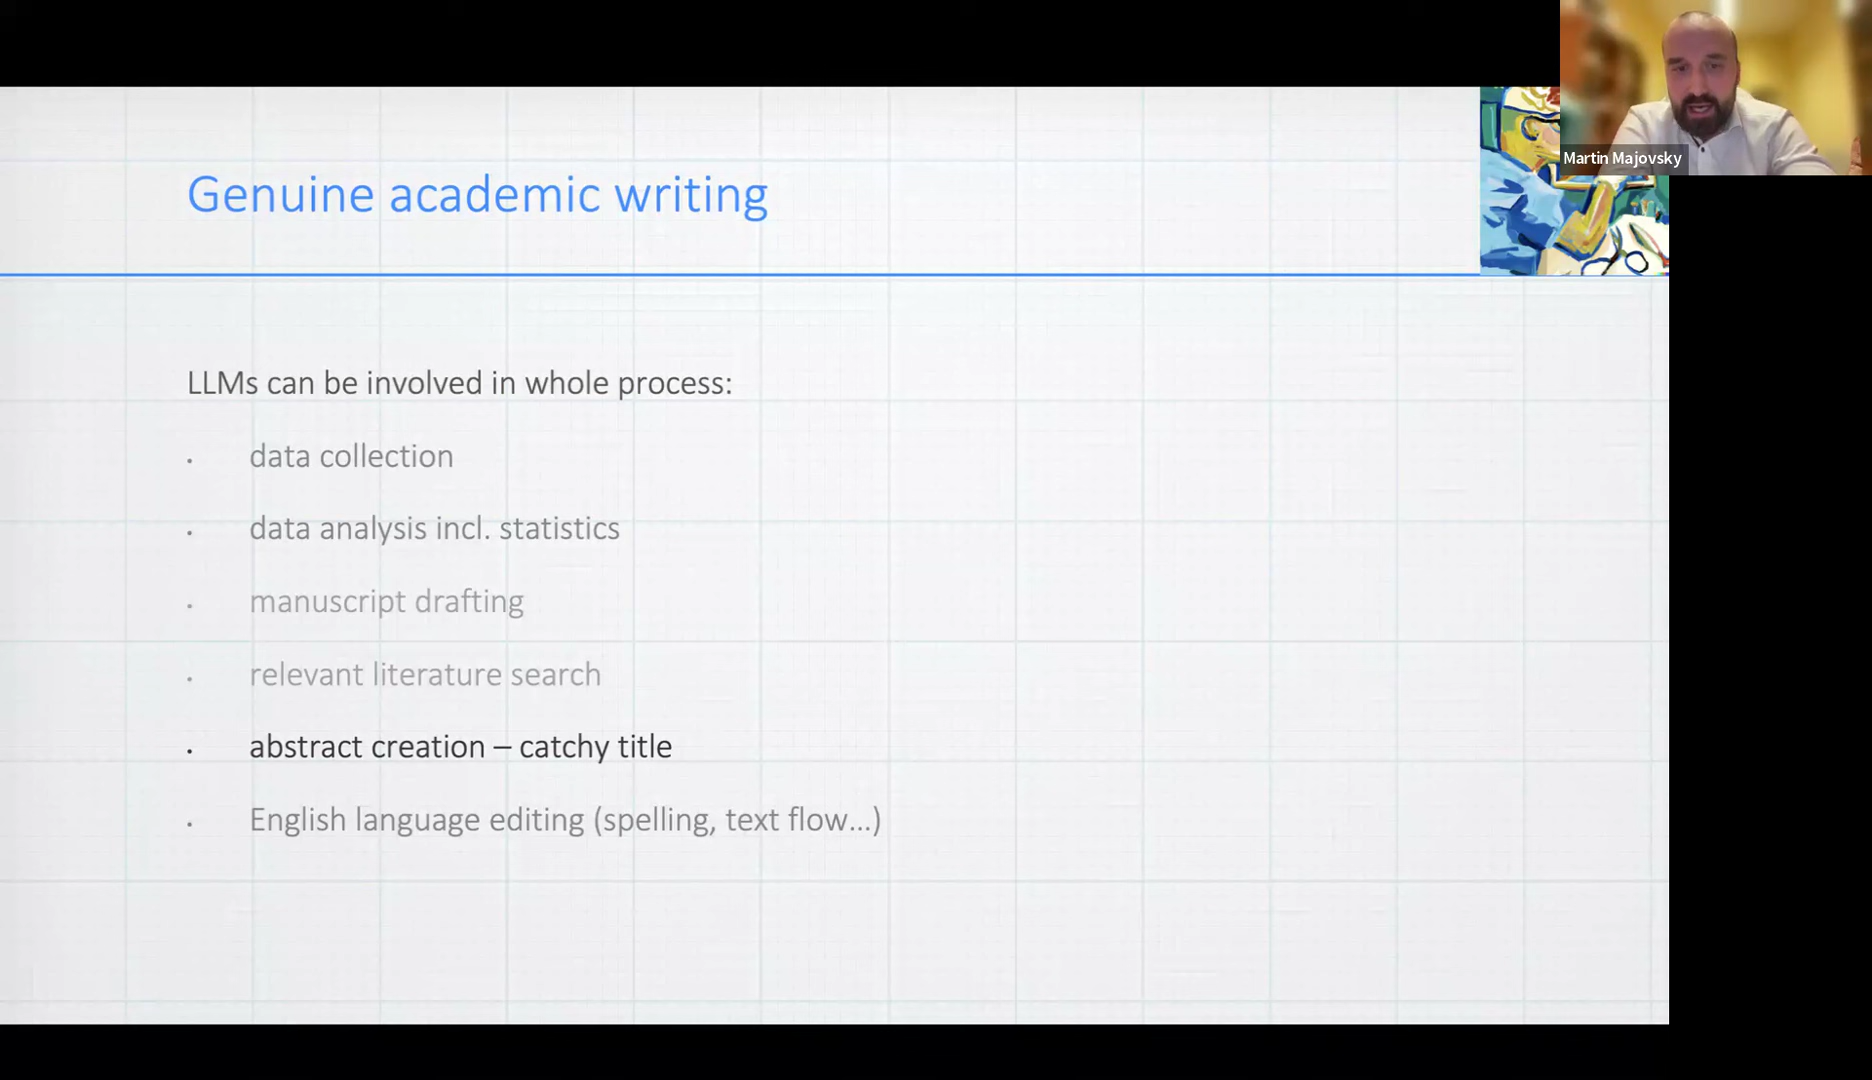 Martin Majovsky
Genuine academic writing
LLMs can be involved in whole process:
• data collection
• data analysis incl. statistics
• manuscript drafting
• relevant literature search
• abstract creation – catchy title
• English language editing (spelling, text flow...)